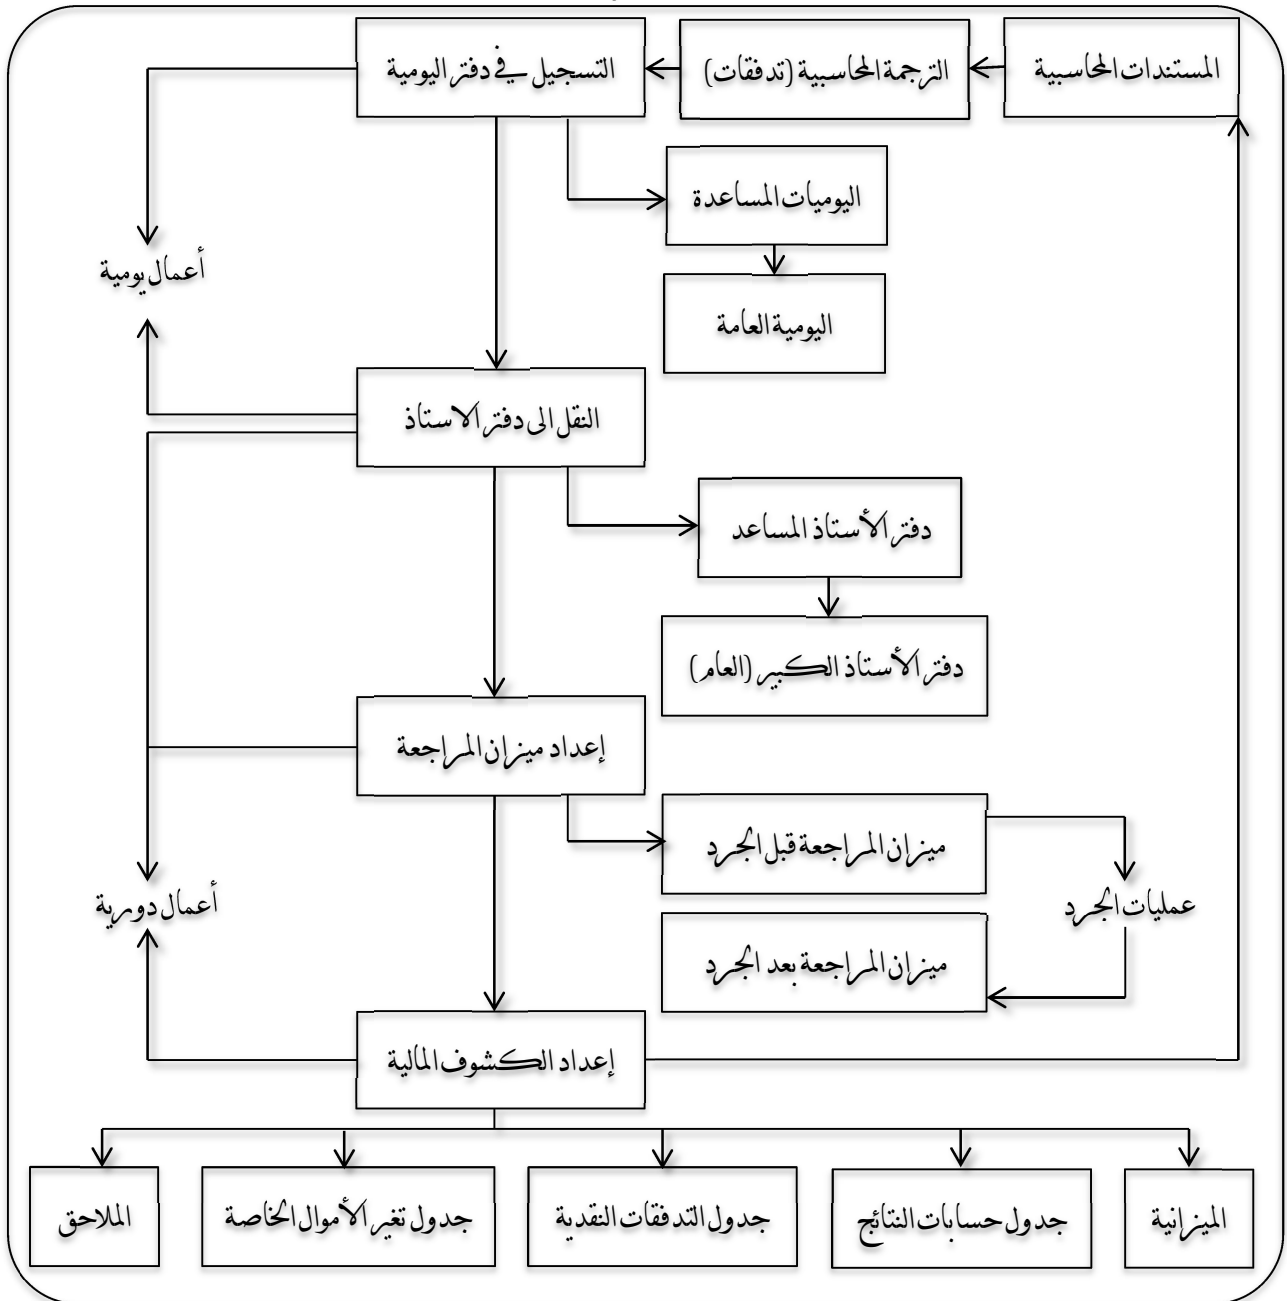 المستندات المحاسبية
الترجمة المحاسبية (تدفقات)
التسجيل في دفتر اليومية
اليوميات المساعدة
أعمال يومية
اليومية العامة
النقل الى دفتر الاستاذ
دفتر الأستاذ المساعد
دفتر الأستاذ الكبير (العام)
إعداد ميزان المراجعة
ميزان المراجعة قبل الجرد
عمليات الجرد
أعمال دورية
ميزان المراجعة بعد الجرد
إعداد الكشوف المالية
الميزانية
جدول حسابات النتائج
جدول التدفقات النقدية
جدول تغير الأموال الخاصة
الملاحق